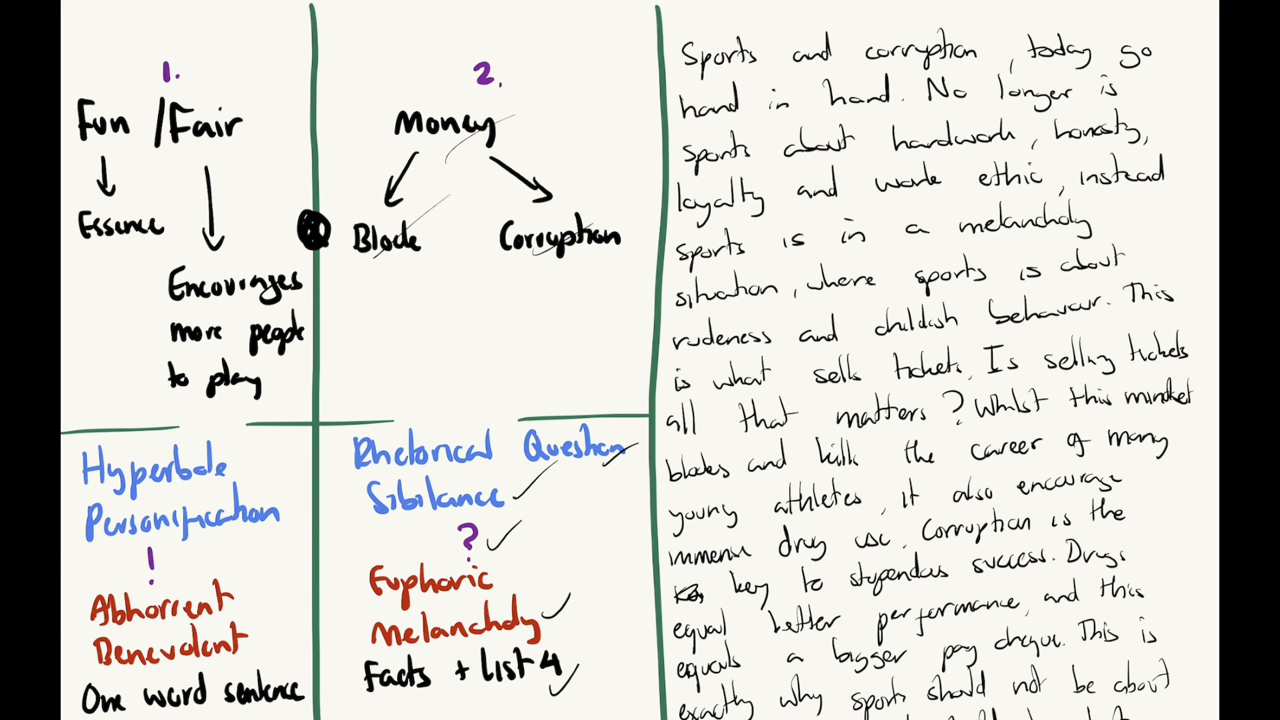 1.
Fun / Fair
Essence
Encourages
more people
to play
2.
Money
Block
Corruption
Hyperbole
Personification
!
Abhorrent
Benevolent
One word sentence
Rhetorical Question
Sibilance
?
Euphoric
Melancholy
Facts + List 4
Sports and corruption, today go
hand in hand. No longer is
sports about hardwork, honesty,
loyalty and work ethic, instead
sports is in a melancholy
situation, where sports is about
rudeness and childish behaviour. This
is what sells tickets. Is selling tickets
all that matters? Whilst this mindset
blocks and kills the career of many
young athletes, it also encourage
immense drug use. Corruption is the
key to stupendous success. Drugs
equal better performance, and this
equals a bigger pay cheque. This is
exactly why sports should not be about